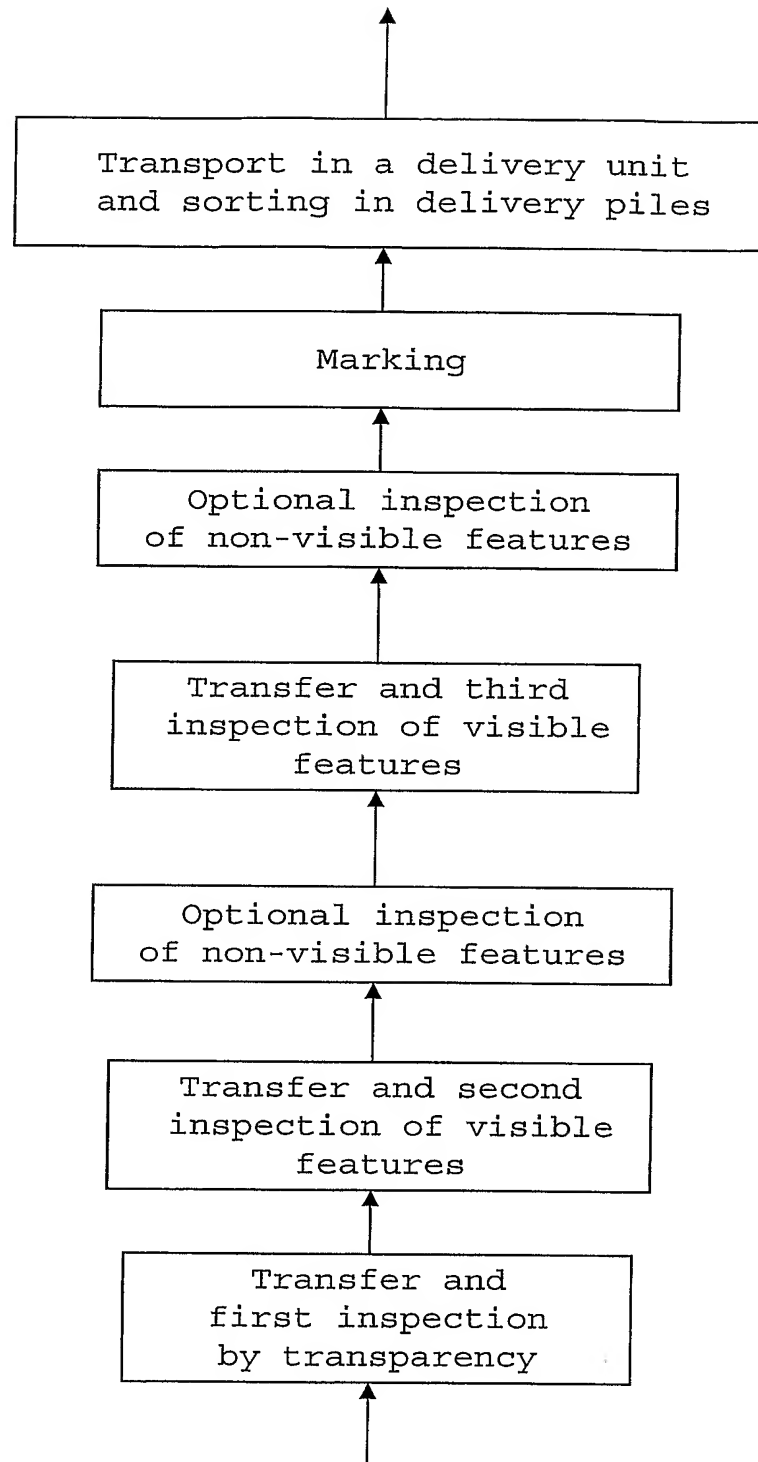 Transport in a delivery unit
and sorting in delivery piles
Marking
Optional inspection
of non-visible features
Transfer and third
inspection of visible
features
Optional inspection
of non-visible features
Transfer and second
inspection of visible
features
Transfer and
first inspection
by transparency